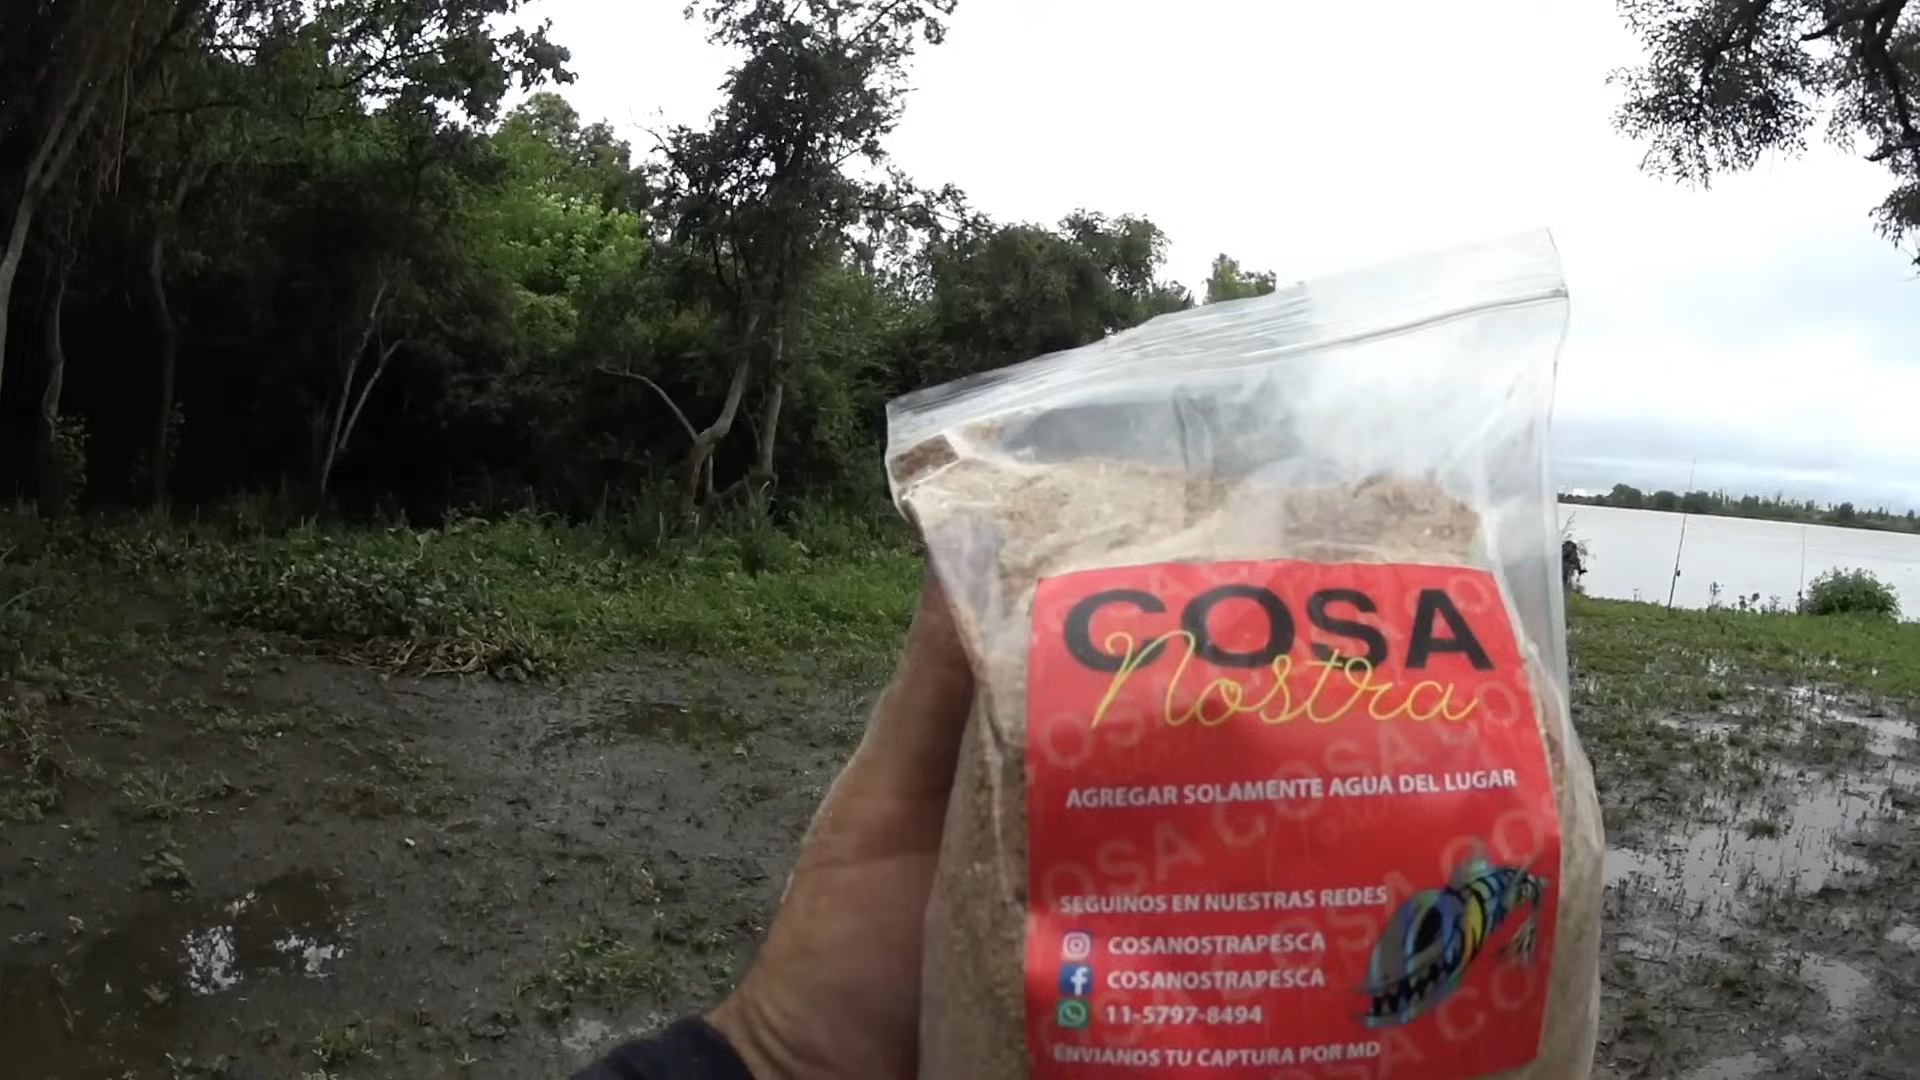 COSA
Nostra
AGREGAR SOLAMENTE AGUA DEL LUGAR
SEGUINOS EN NUESTRAS REDES
COSANOSTRAPESCA
COSANOSTRAPESCA
11-5797-8494
ENVIANOS TU CAPTURA POR MD